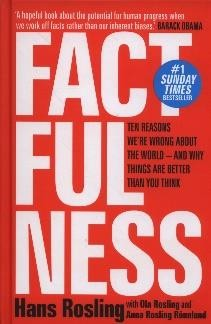 'A hopeful book about the potential for human progress when
we work off facts rather than our inherent biases.' BARACK OBAMA
FACT
#1
SUNDAY
TIMES
BESTSELLER
FUL
TEN REASONS
WE'RE WRONG ABOUT
THE WORLD – AND WHY
THINGS ARE BETTER
THAN YOU THINK
NESS
Hans Rosling with Ola Rosling and
Anna Rosling Rönnlund